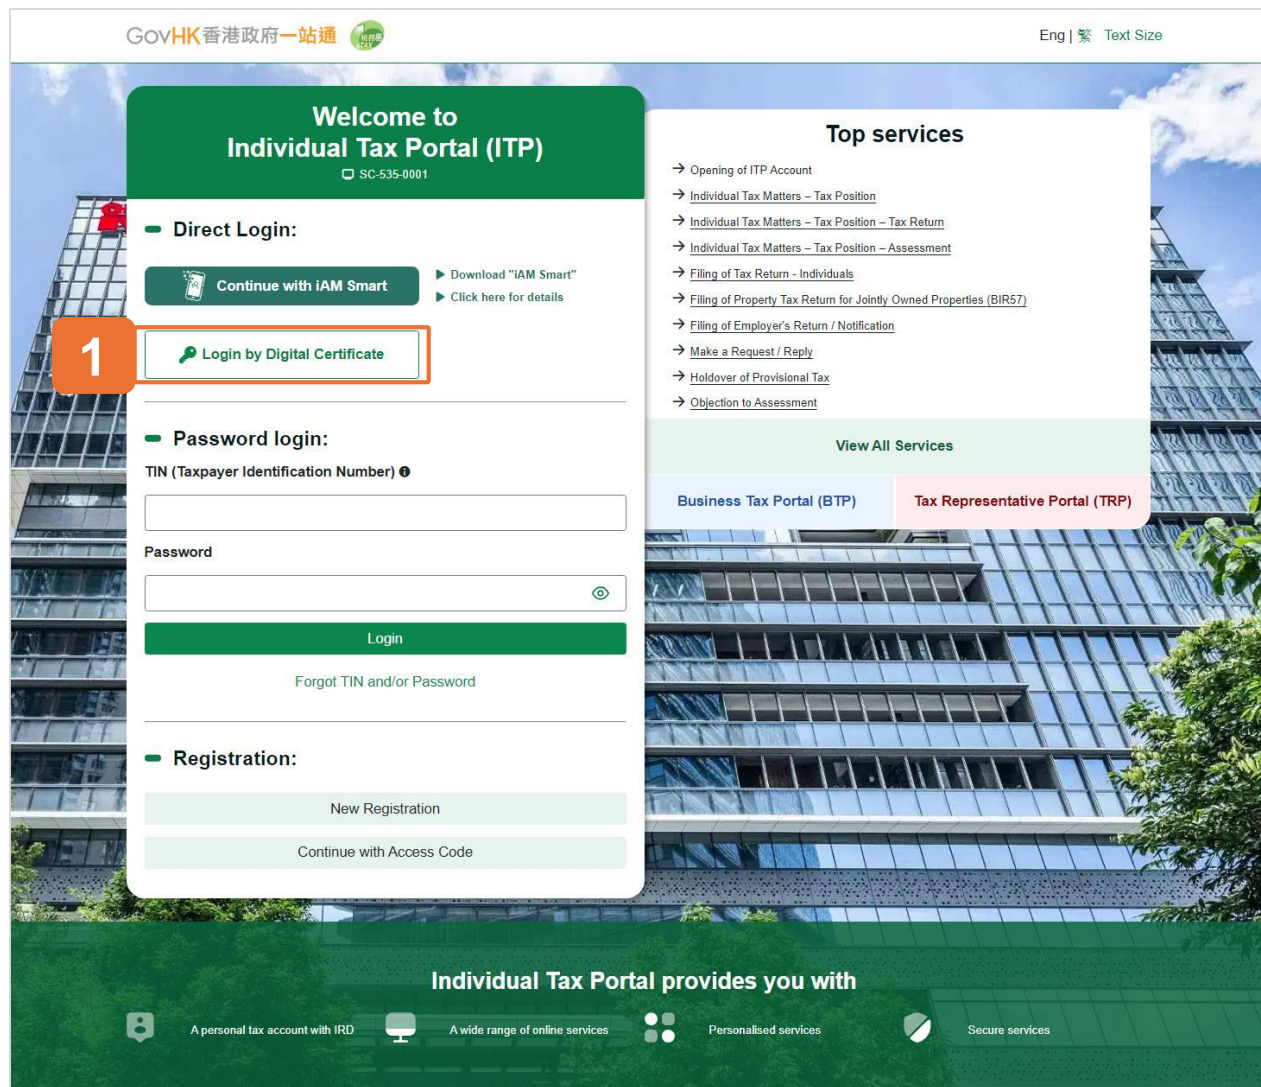 GovHK香港政府一站通
稅務易
eTAX
Eng | 繁 Text Size
Welcome to
Individual Tax Portal (ITP)
SC-535-0001
Direct Login:
Continue with iAM Smart
Download "iAM Smart"
Click here for details
1
Login by Digital Certificate
Password login:
TIN (Taxpayer Identification Number)
Password
Login
Forgot TIN and/or Password
Registration:
New Registration
Continue with Access Code
Top services
Opening of ITP Account
Individual Tax Matters – Tax Position
Individual Tax Matters – Tax Position – Tax Return
Individual Tax Matters – Tax Position – Assessment
Filing of Tax Return - Individuals
Filing of Property Tax Return for Jointly Owned Properties (BIR57)
Filing of Employer's Return / Notification
Make a Request / Reply
Holdover of Provisional Tax
Objection to Assessment
View All Services
Business Tax Portal (BTP)
Tax Representative Portal (TRP)
Individual Tax Portal provides you with
A personal tax account with IRD
A wide range of online services
Personalised services
Secure services